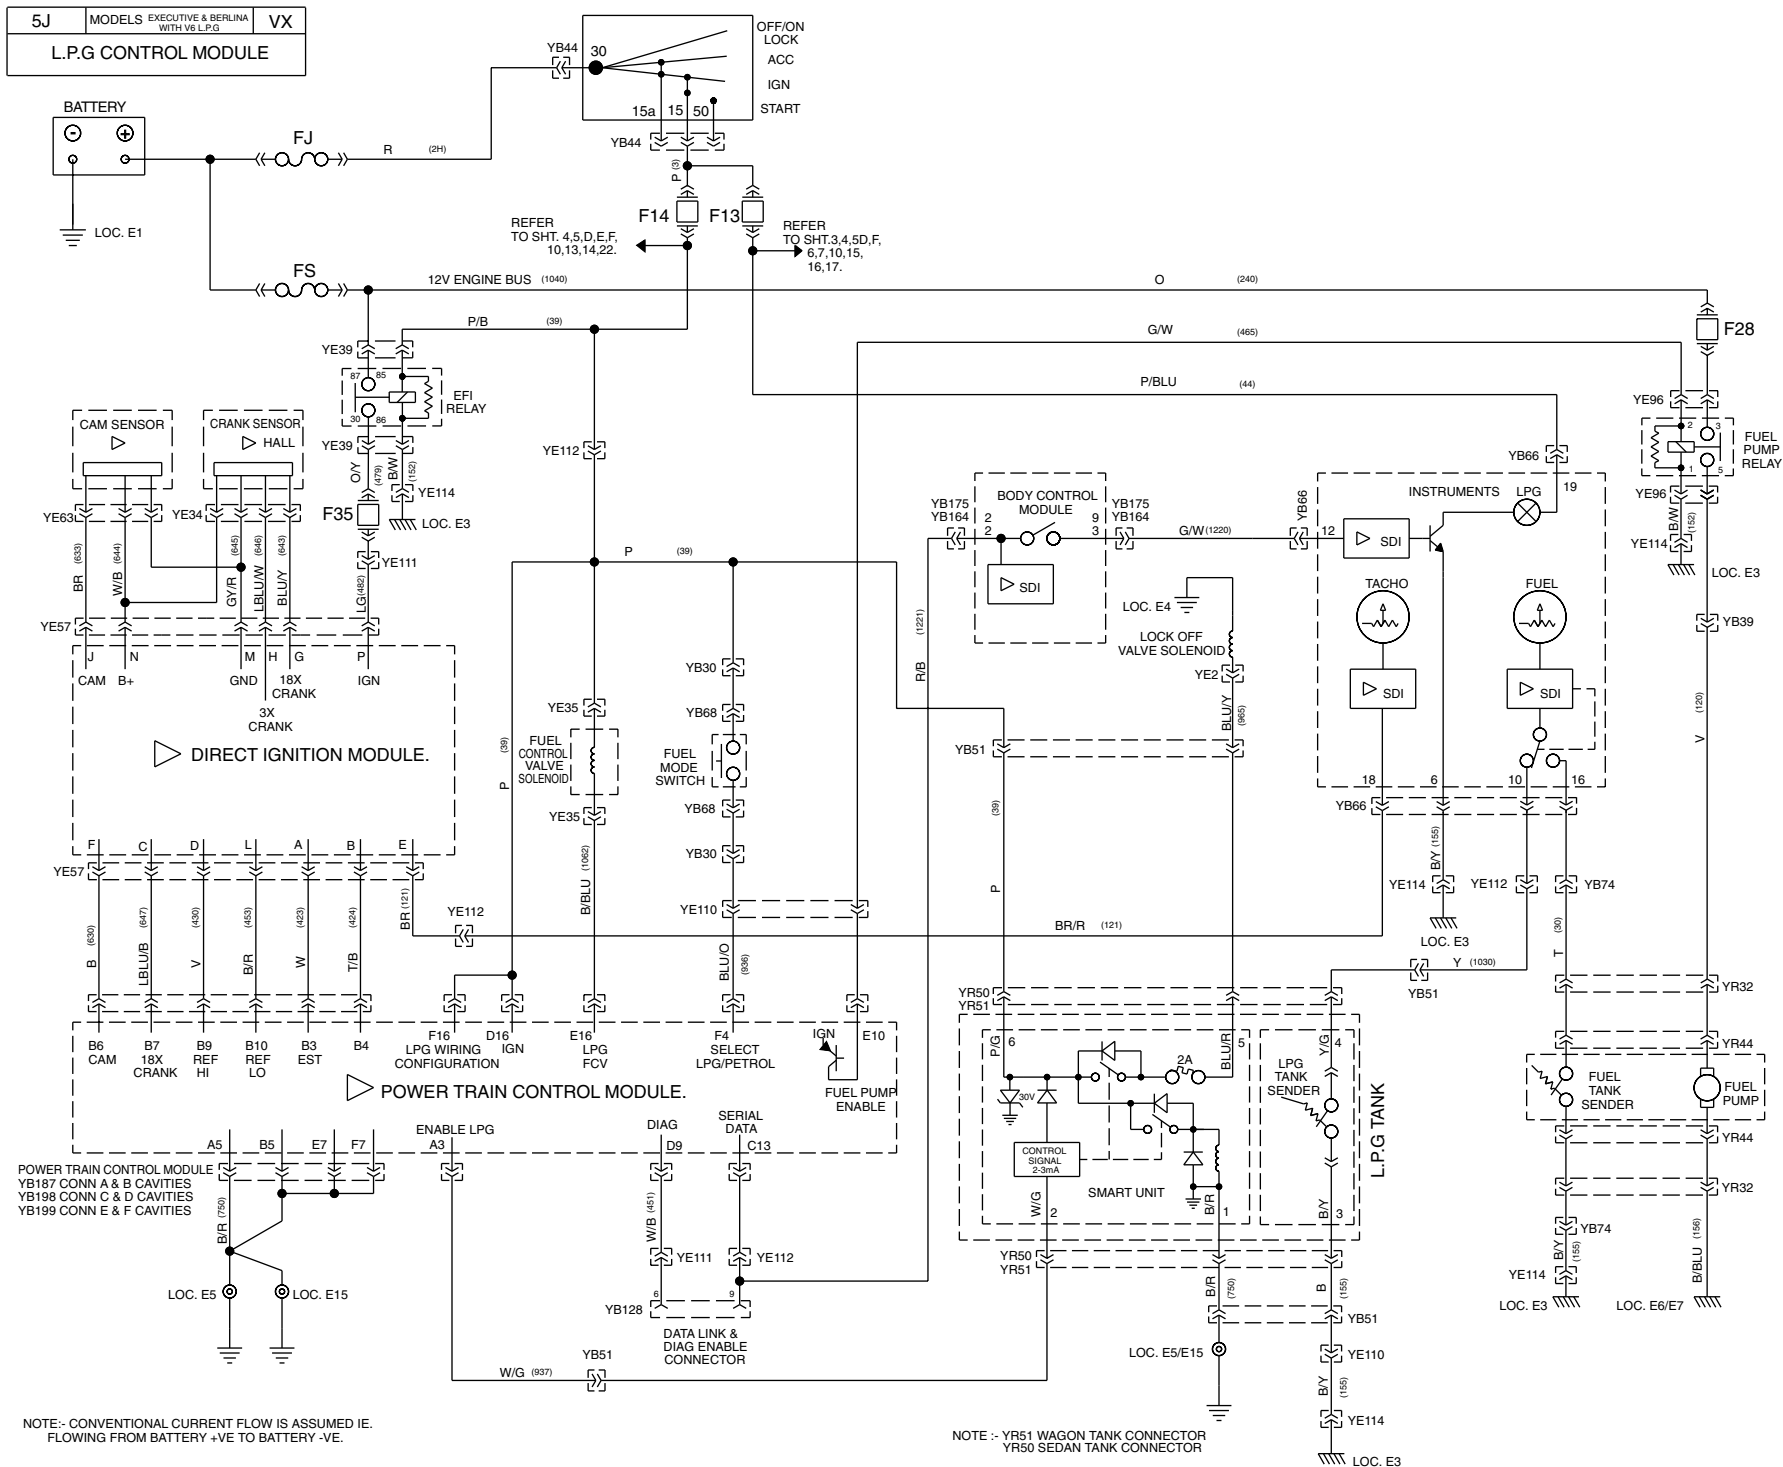 5J
MODELS EXECUTIVE & BERLINA
WITH V6 L.P.G
VX
L.P.G CONTROL MODULE
BATTERY
- +
LOC. E1
FJ
R (2H)
FS
12V ENGINE BUS (1040)
O (240)
YB44
30
OFF/ON
LOCK
ACC
IGN
START
15a 15 50
YB44
P (3)
F14
F13
REFER
TO SHT. 4,5,D,E,F,
10,13,14,22.
REFER
TO SHT.3,4,5D,F,
6,7,10,15,
16,17.
P/B (39)
G/W (465)
P/BLU (44)
F28
YE39
87 85
30 86
EFI
RELAY
YE39
O/Y (479)
B/W (152)
YE114
LOC. E3
F35
YE111
LG (482)
CAM SENSOR
CRANK SENSOR
HALL
YE63
YE34
BR (633)
W/B (644)
GY/R (645)
LBLU/W (646)
BLU/Y (643)
YE57
J N M H G P
CAM B+ GND 18X
CRANK
IGN
3X
CRANK
DIRECT IGNITION MODULE.
F C D L A B E
YE57
B (630)
LBLU/B (647)
V (430)
B/R (453)
W (423)
T/B (424)
BR (121)
YE112
BR/R (121)
YE112
P (39)
P (39)
YE35
FUEL
CONTROL
VALVE
SOLENOID
YE35
B/BLU (1062)
YB30
YB68
FUEL
MODE
SWITCH
YB68
YB30
YE110
BLU/O (936)
R/B (1221)
YE96
2 3
1 5
FUEL
PUMP
RELAY
YE96
B/W (152)
YE114
LOC. E3
YB39
V (120)
YB66
19
INSTRUMENTS LPG
BODY CONTROL
MODULE
YB175
YB164
2
2
9
3
YB175
YB164
SDI
G/W (1220)
YB66
12
SDI
TACHO
FUEL
SDI
SDI
18 6 10 16
YB66
LOC. E4
LOCK OFF
VALVE SOLENOID
YE2
BLU/Y (965)
YB51
P (39)
B/Y (155)
YE114
LOC. E3
YE112
YB74
Y (1030)
YB51
T (30)
YR32
YR44
FUEL
TANK
SENDER
FUEL
PUMP
YR44
YR32
YB74
B/Y (155)
YE114
LOC. E3
B/BLU (156)
LOC. E6/E7
B6
CAM
B7
18X
CRANK
B9
REF
HI
B10
REF
LO
B3
EST
B4
F16
LPG WIRING
CONFIGURATION
D16
IGN
E16
LPG
FCV
F4
SELECT
LPG/PETROL
IGN
E10
FUEL PUMP
ENABLE
POWER TRAIN CONTROL MODULE.
A5 B5 E7 F7
ENABLE LPG
A3
DIAG
D9
SERIAL
DATA
C13
POWER TRAIN CONTROL MODULE
YB187 CONN A & B CAVITIES
YB198 CONN C & D CAVITIES
YB199 CONN E & F CAVITIES
B/R (750)
LOC. E5
LOC. E15
W/B (451)
YE111
YE112
6 9
YB128
DATA LINK &
DIAG ENABLE
CONNECTOR
W/G (937)
YB51
YR50
YR51
P/G 6
BLU/R 5
2A
30V
CONTROL
SIGNAL
2-3mA
SMART UNIT
W/G 2
B/R 1
LPG
TANK
SENDER
Y/G 4
B/Y 3
L.P.G TANK
YR50
YR51
B/R (750)
B (155)
YB51
LOC. E5/E15
YE110
B/Y (155)
YE114
LOC. E3
NOTE:- CONVENTIONAL CURRENT FLOW IS ASSUMED IE.
FLOWING FROM BATTERY +VE TO BATTERY -VE.
NOTE :- YR51 WAGON TANK CONNECTOR
YR50 SEDAN TANK CONNECTOR